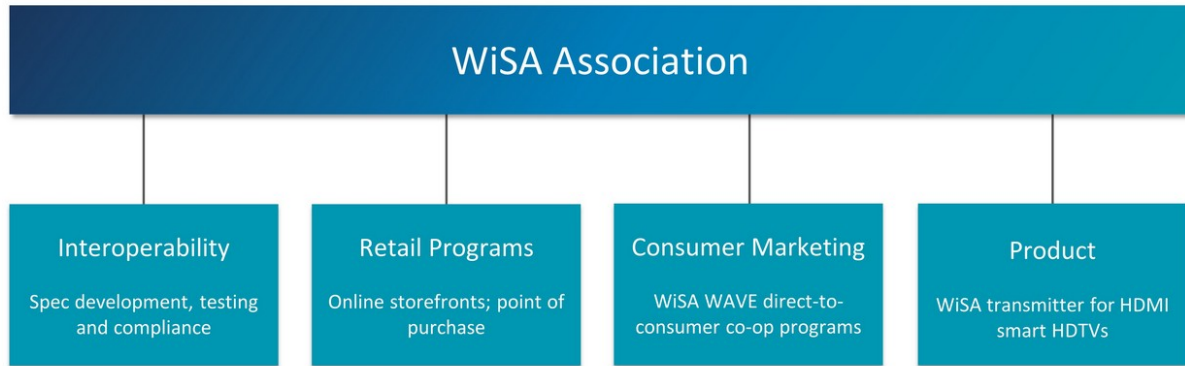 WiSA Association
Interoperability
Spec development, testing
and compliance
Retail Programs
Online storefronts; point of
purchase
Consumer Marketing
WiSA WAVE direct-to-
consumer co-op programs
Product
WiSA transmitter for HDMI
smart HDTVs